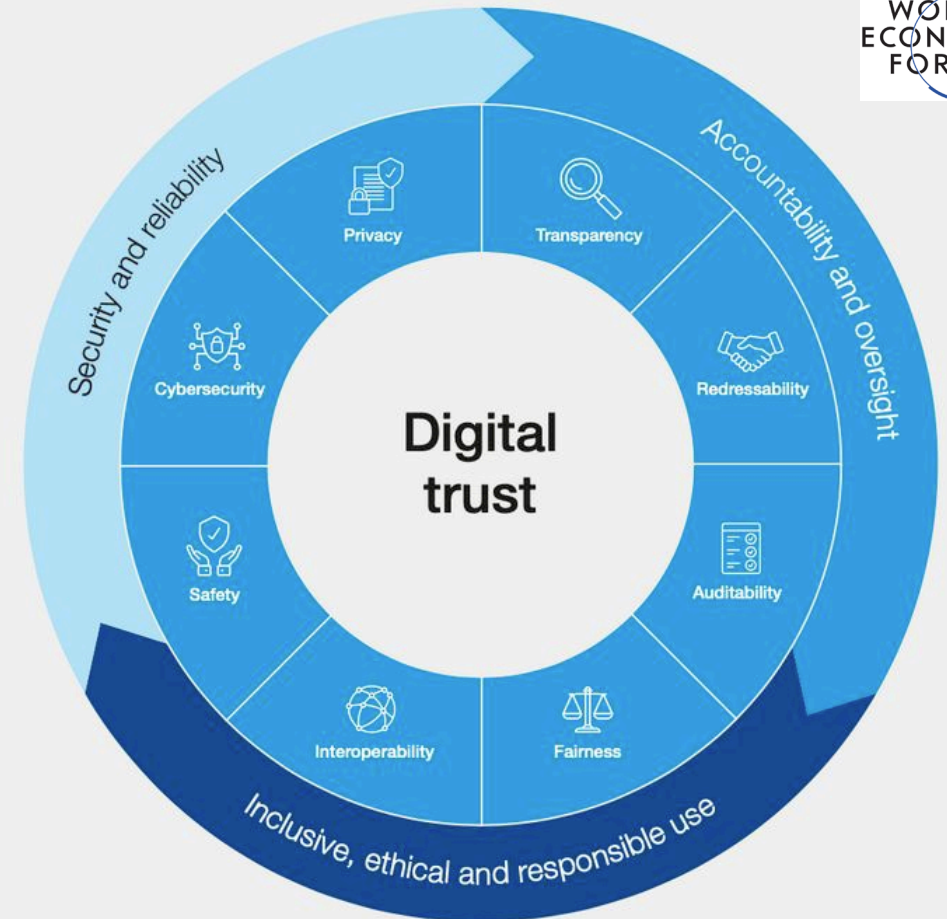 Security and reliability
Accountability and oversight
Inclusive, ethical and responsible use
Privacy
Transparency
Cybersecurity
Redressability
Safety
Auditability
Interoperability
Fairness
Digital
trust